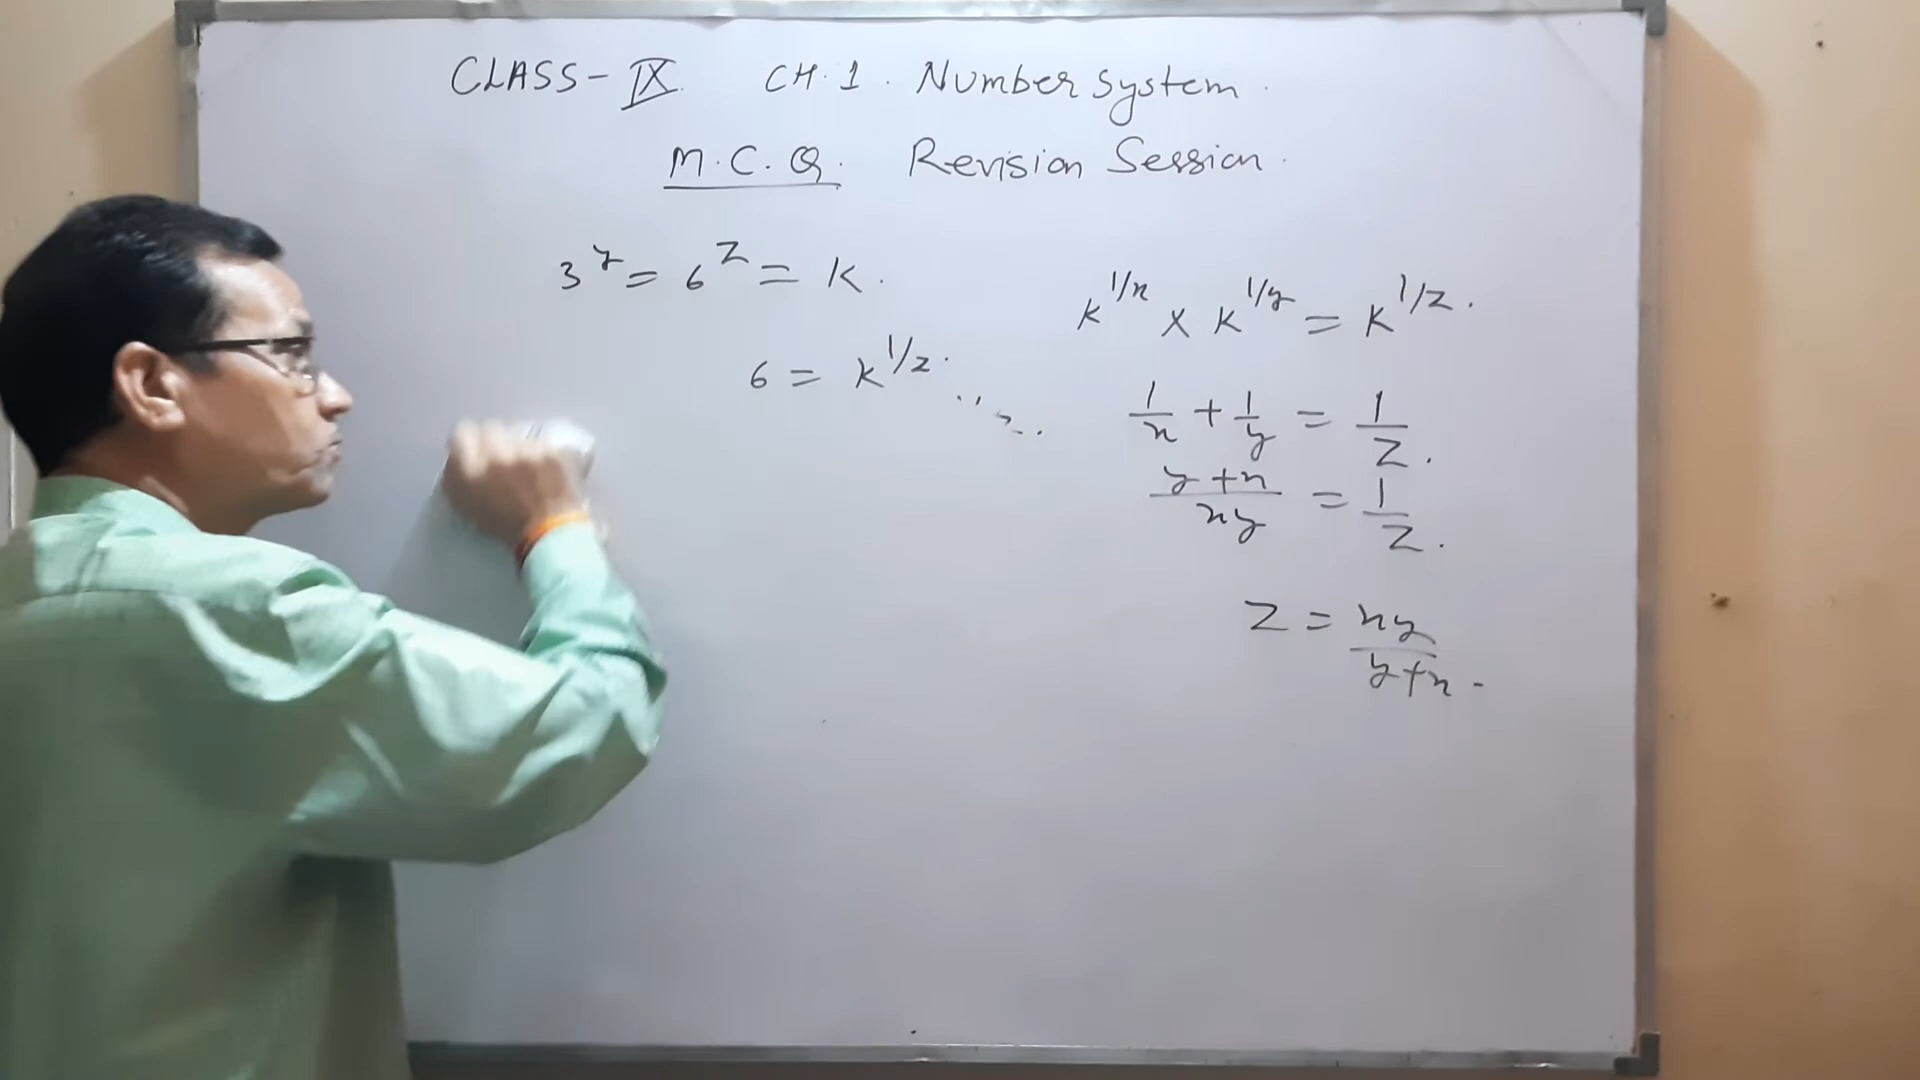 CLASS-IX CH.1. Number System.
M.C.Q. Revision Session.
3^y = 6^z = K.
6 = K^1/z.
K^1/x × K^1/y = K^1/z.
1/x + 1/y = 1/z.
y+x/xy = 1/z.
z = xy/y+x.